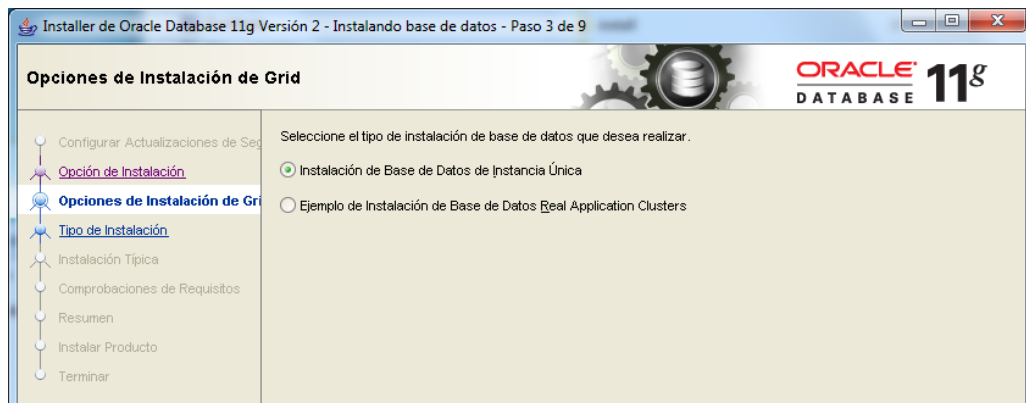 Installer de Oracle Database 11g Versión 2 - Instalando base de datos - Paso 3 de 9
Opciones de Instalación de Grid
ORACLE
DATABASE
11g
Configurar Actualizaciones de Seg
Opción de Instalación
Opciones de Instalación de Gri
Tipo de Instalación
Instalación Típica
Comprobaciones de Requisitos
Resumen
Instalar Producto
Terminar
Seleccione el tipo de instalación de base de datos que desea realizar.
Instalación de Base de Datos de Instancia Única
Ejemplo de Instalación de Base de Datos Real Application Clusters